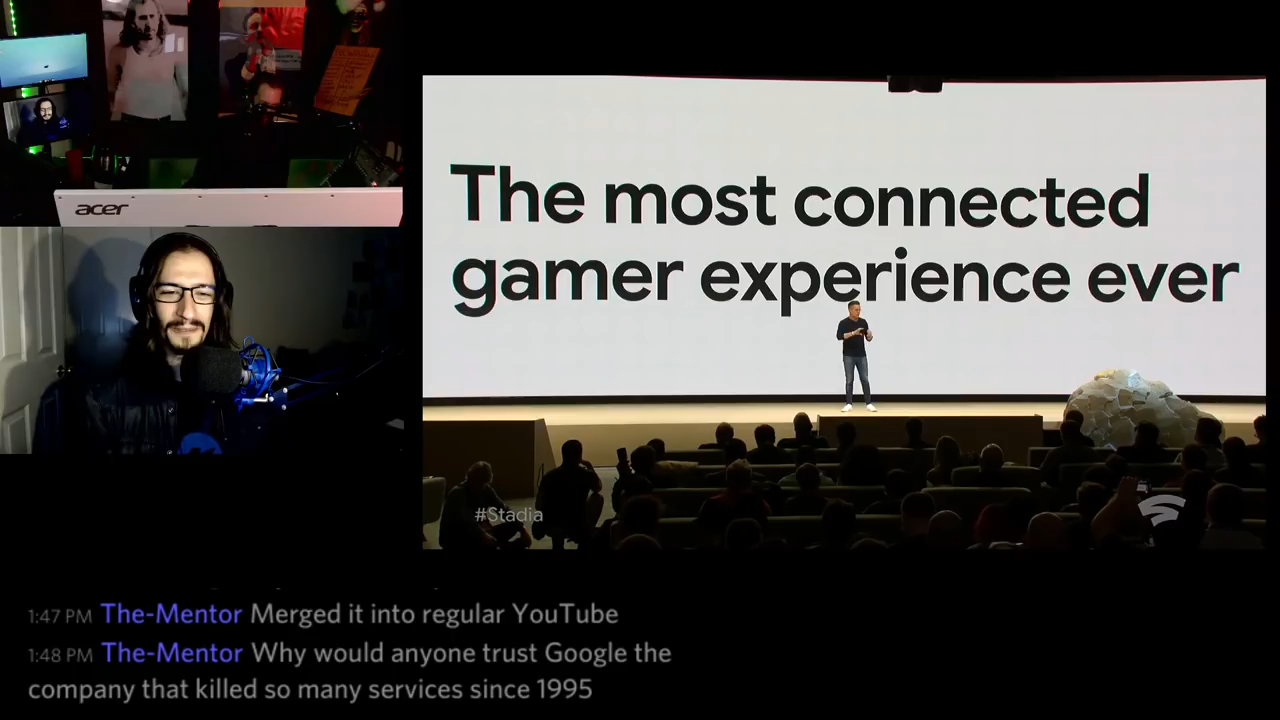 acer
The most connected
gamer experience ever
#Stadia
1:47 PM The-Mentor Merged it into regular YouTube
1:48 PM The-Mentor Why would anyone trust Google the
company that killed so many services since 1995